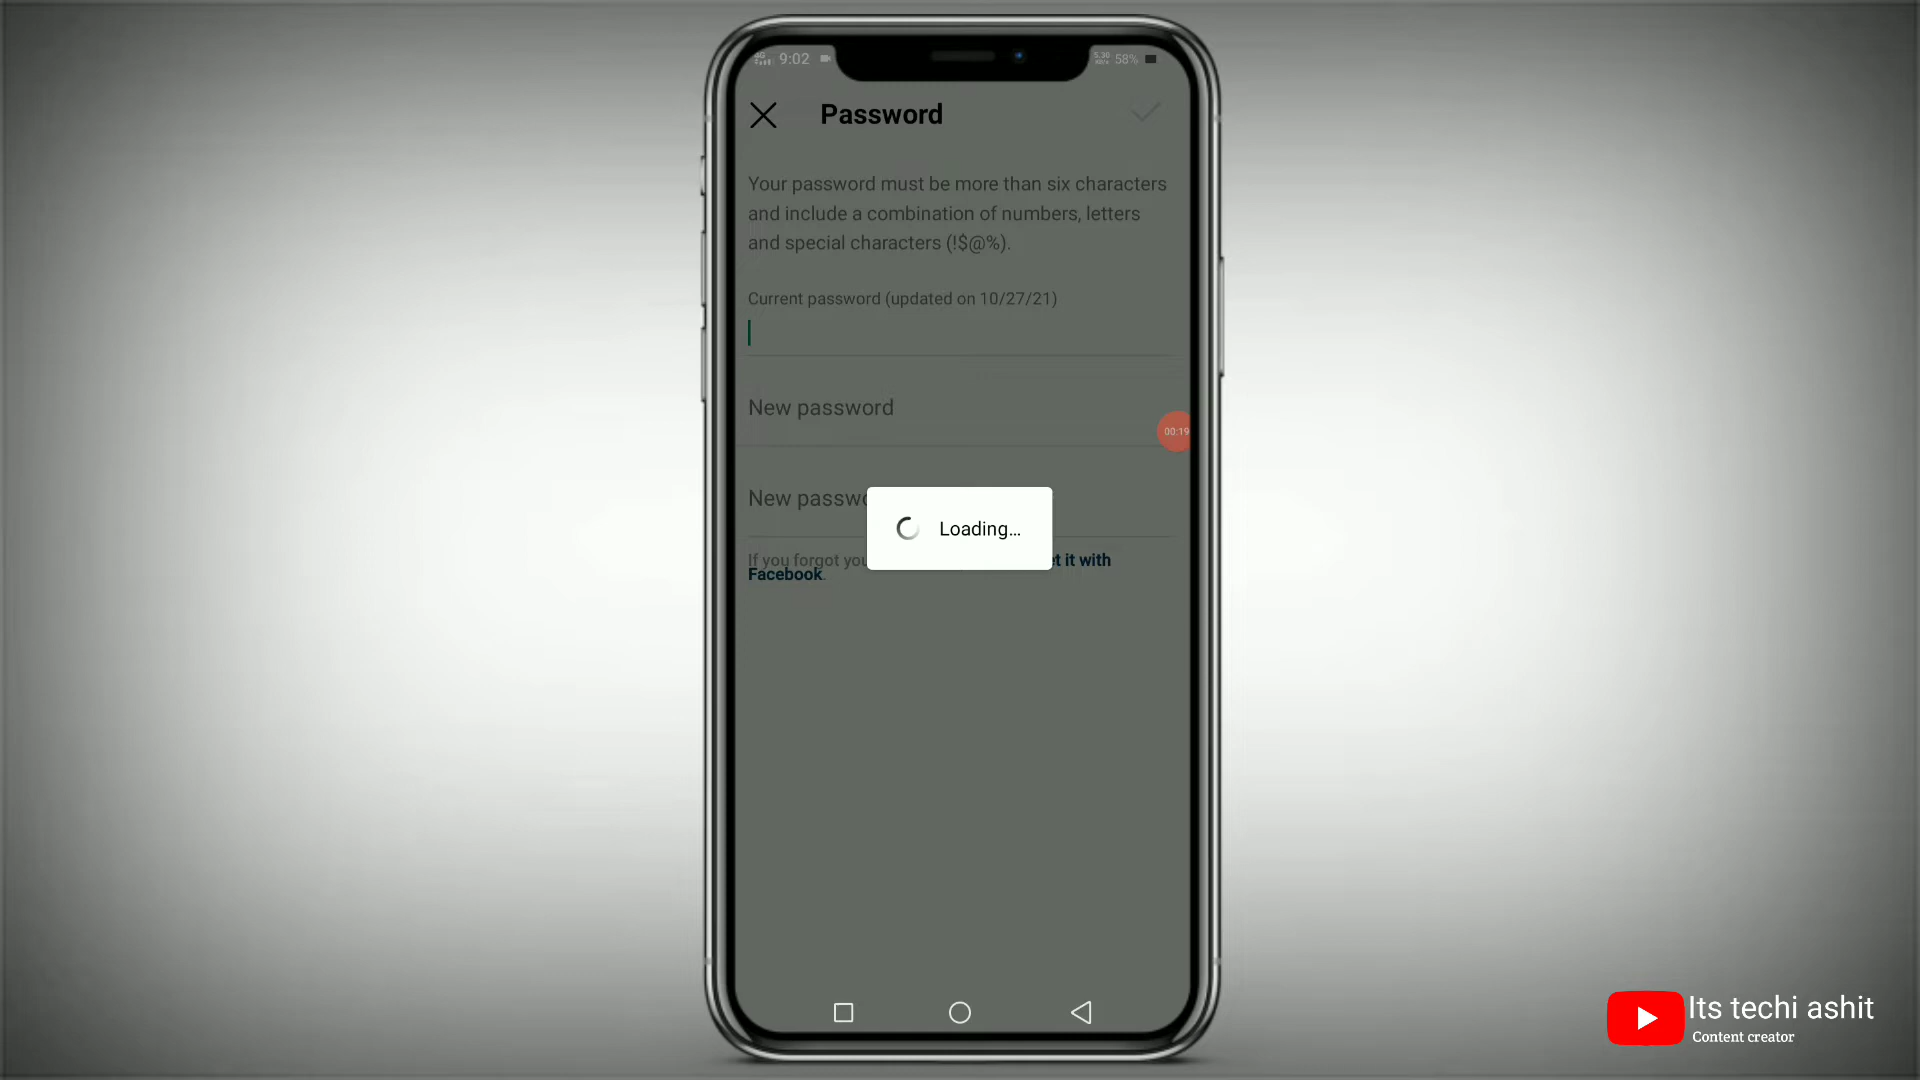 9:02
58%
Password
Your password must be more than six characters
and include a combination of numbers, letters
and special characters (!$@%).
Current password (updated on 10/27/21)
New password
00:19
New passwo
Loading...
If you forgot you
et it with
Facebook.
Its techi ashit
Content creator